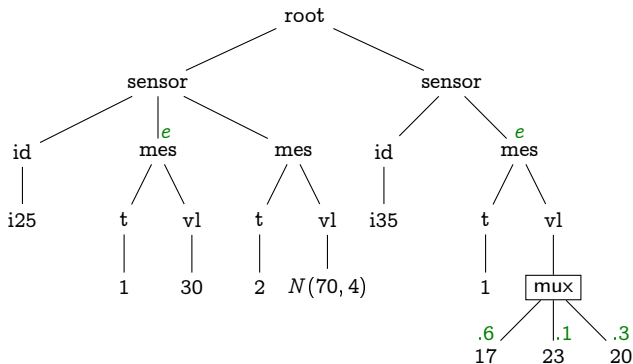 root
sensor sensor
e e
id mes mes id mes
i25 t vl t vl i35 t vl
1 30 2 N(70, 4) 1 mux
.6 .1 .3
17 23 20